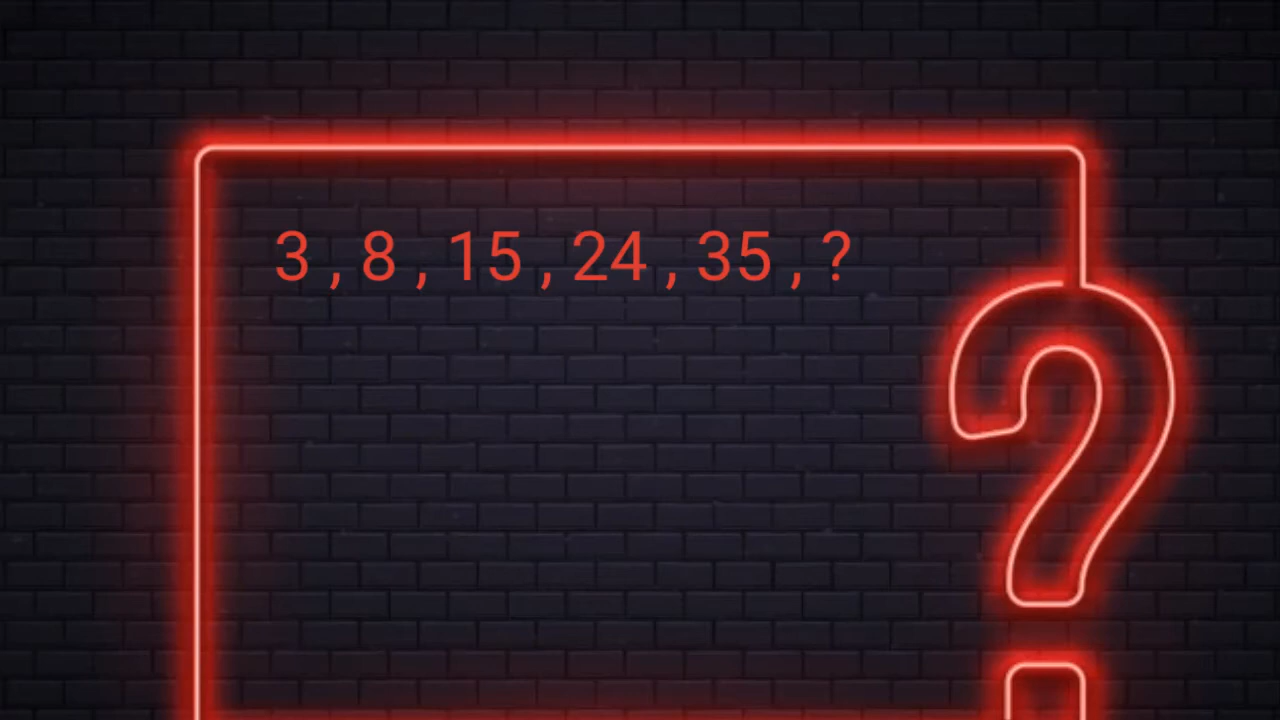 3 , 8 , 15 , 24 , 35 , ?